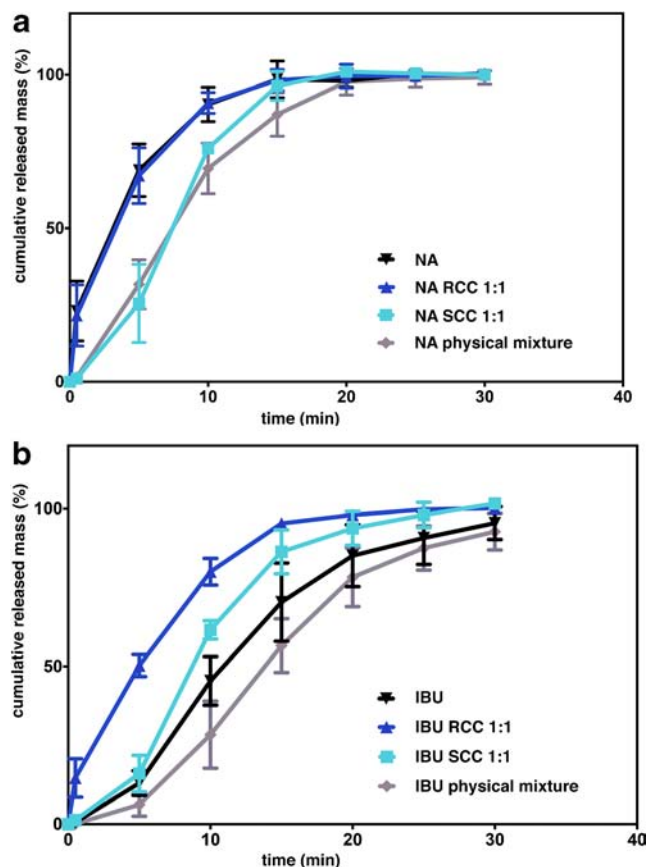 a
cumulative released mass (%)
100
50
0
NA
NA RCC 1:1
NA SCC 1:1
NA physical mixture
0
10
20
30
40
time (min)
b
cumulative released mass (%)
100
50
0
IBU
IBU RCC 1:1
IBU SCC 1:1
IBU physical mixture
0
10
20
30
40
time (min)